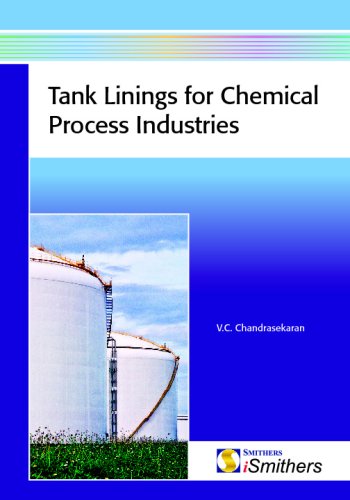 Tank Linings for Chemical
Process Industries
V.C. Chandrasekaran
SMITHERS
iSmithers